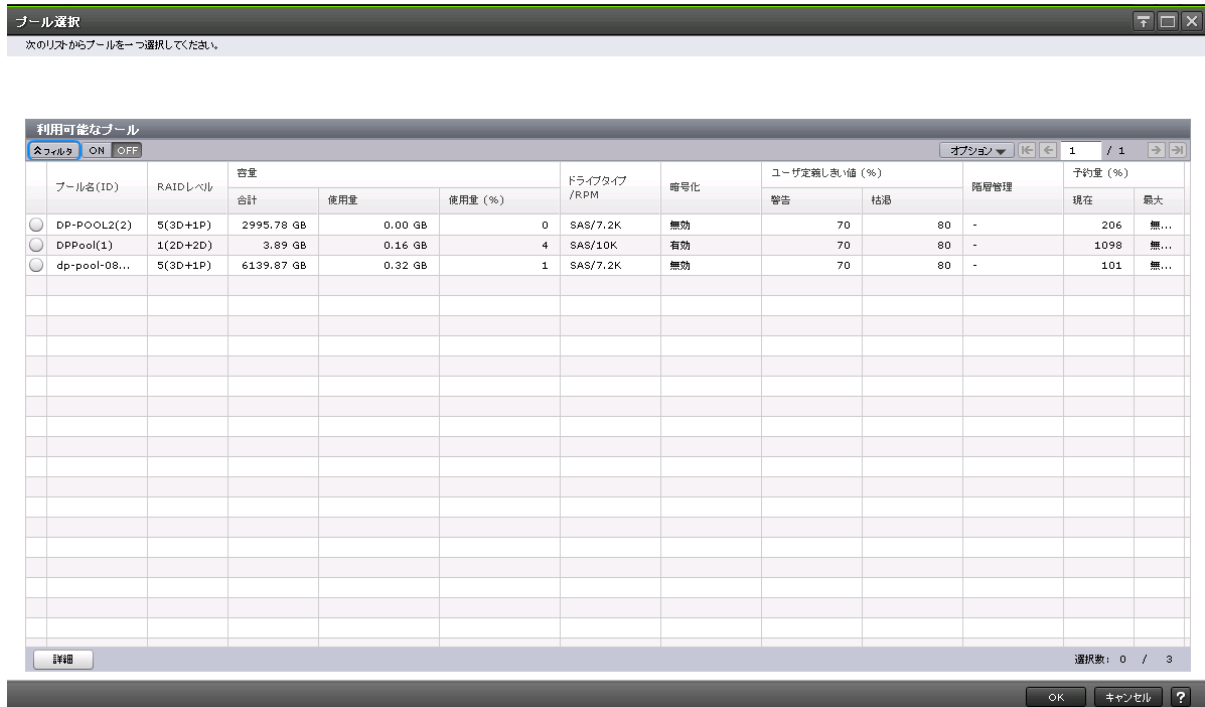 プール選択
次のリストからプールを一つ選択してください。
利用可能なプール
フィルタ ON OFF オプション 1 / 1
プール名(ID) RAIDレベル 容量 ドライブタイプ/RPM 暗号化 ユーザ定義しきい値 (%) 階層管理 予約量 (%)
合計 使用量 使用量 (%) 警告 枯渇 現在 最大
DP-POOL2(2) 5(3D+1P) 2995.78 GB 0.00 GB 0 SAS/7.2K 無効 70 80 - 206 無...
DPPool(1) 1(2D+2D) 3.89 GB 0.16 GB 4 SAS/10K 有効 70 80 - 1098 無...
dp-pool-08... 5(3D+1P) 6139.87 GB 0.32 GB 1 SAS/7.2K 無効 70 80 - 101 無...
詳細 選択数: 0 / 3
OK キャンセル ?